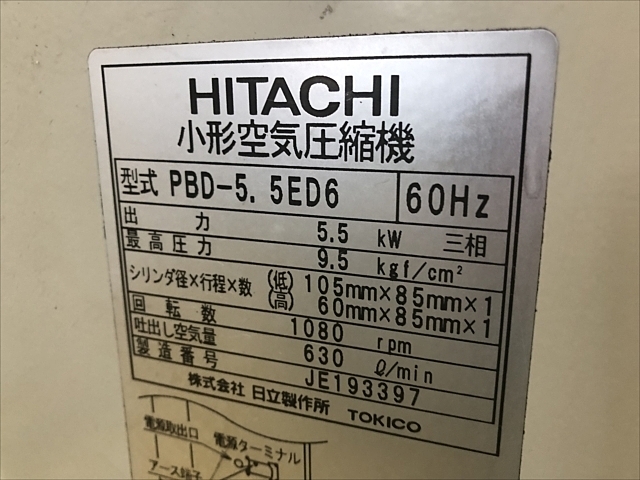 HITACHI
小形空気圧縮機
型式 PBD-5.5ED6 60Hz
出力 5.5 kW 三相
最高圧力 9.5 kgf/cm²
シリンダ径×行程×数 (低) 105mm×85mm×1
(高) 60mm×85mm×1
回転数 1080 rpm
吐出し空気量 630 ℓ/min
製造番号 JE193397
株式会社 日立製作所 TOKICO
電源取出口 電源ターミナル
アース端子